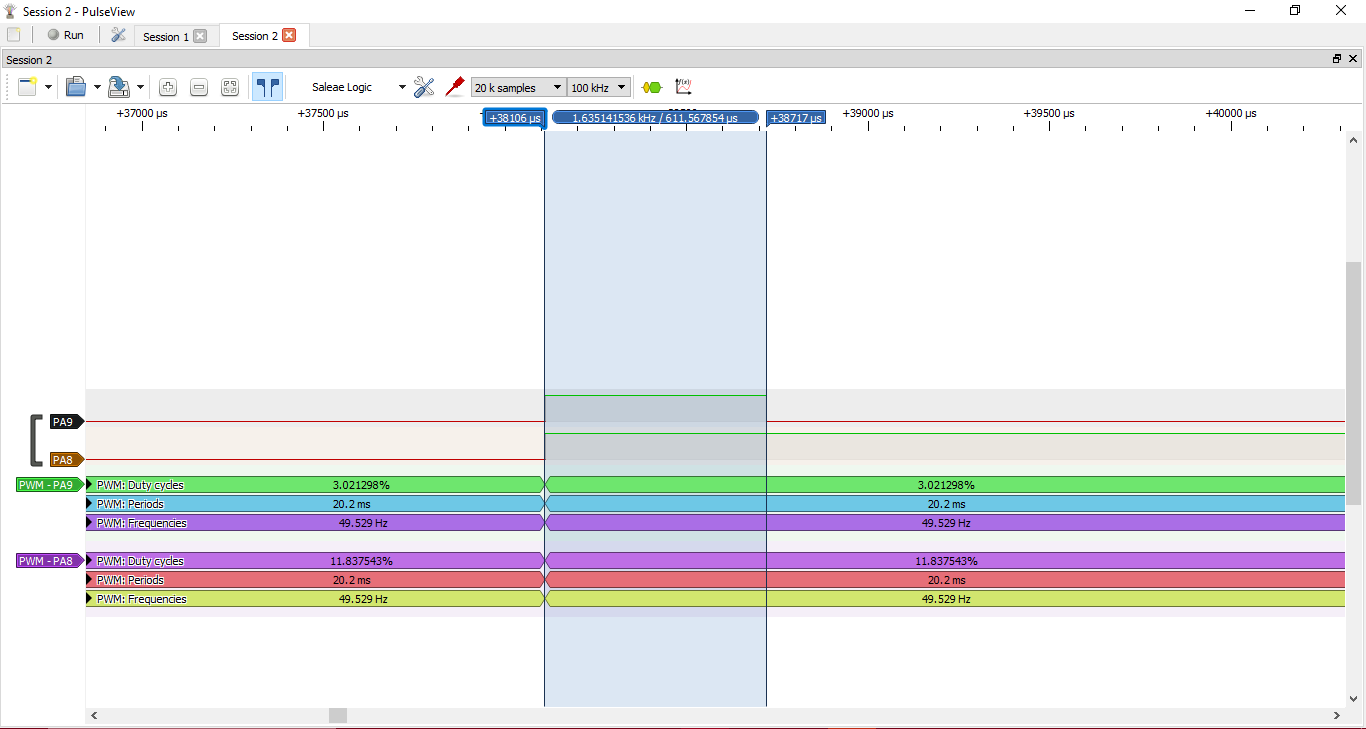 Session 2 - PulseView
Run
Session 1
Session 2
Session 2
Saleae Logic
20 k samples
100 kHz
+37000 µs
+37500 µs
+38106 µs
1.635141536 kHz / 611.567854 µs
+38717 µs
+39000 µs
+39500 µs
+40000 µs
PA9
PA8
PWM - PA9
PWM: Duty cycles
3.021298%
3.021298%
PWM: Periods
20.2 ms
20.2 ms
PWM: Frequencies
49.529 Hz
49.529 Hz
PWM - PA8
PWM: Duty cycles
11.837543%
11.837543%
PWM: Periods
20.2 ms
20.2 ms
PWM: Frequencies
49.529 Hz
49.529 Hz